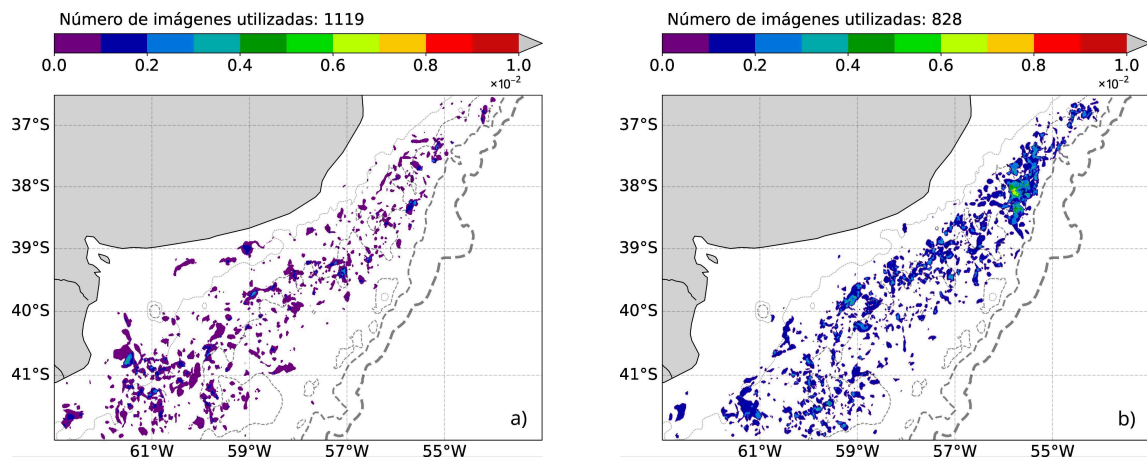 Número de imágenes utilizadas: 1119
0.0 0.2 0.4 0.6 0.8 1.0
×10⁻²
37°S
38°S
39°S
40°S
41°S
a)
61°W 59°W 57°W 55°W
Número de imágenes utilizadas: 828
0.0 0.2 0.4 0.6 0.8 1.0
×10⁻²
37°S
38°S
39°S
40°S
41°S
b)
61°W 59°W 57°W 55°W